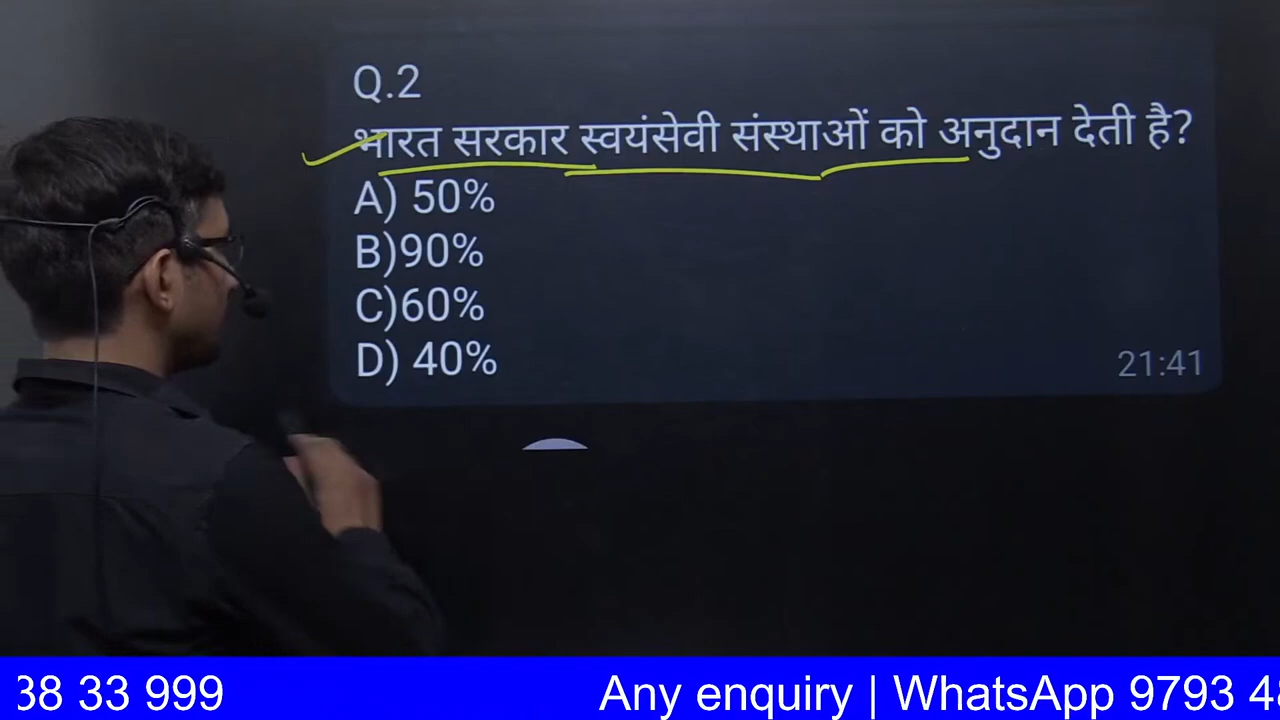 Q.2
भारत सरकार स्वयंसेवी संस्थाओं को अनुदान देती है?
A) 50%
B)90%
C)60%
D) 40%
21:41
38 33 999 Any enquiry | WhatsApp 9793